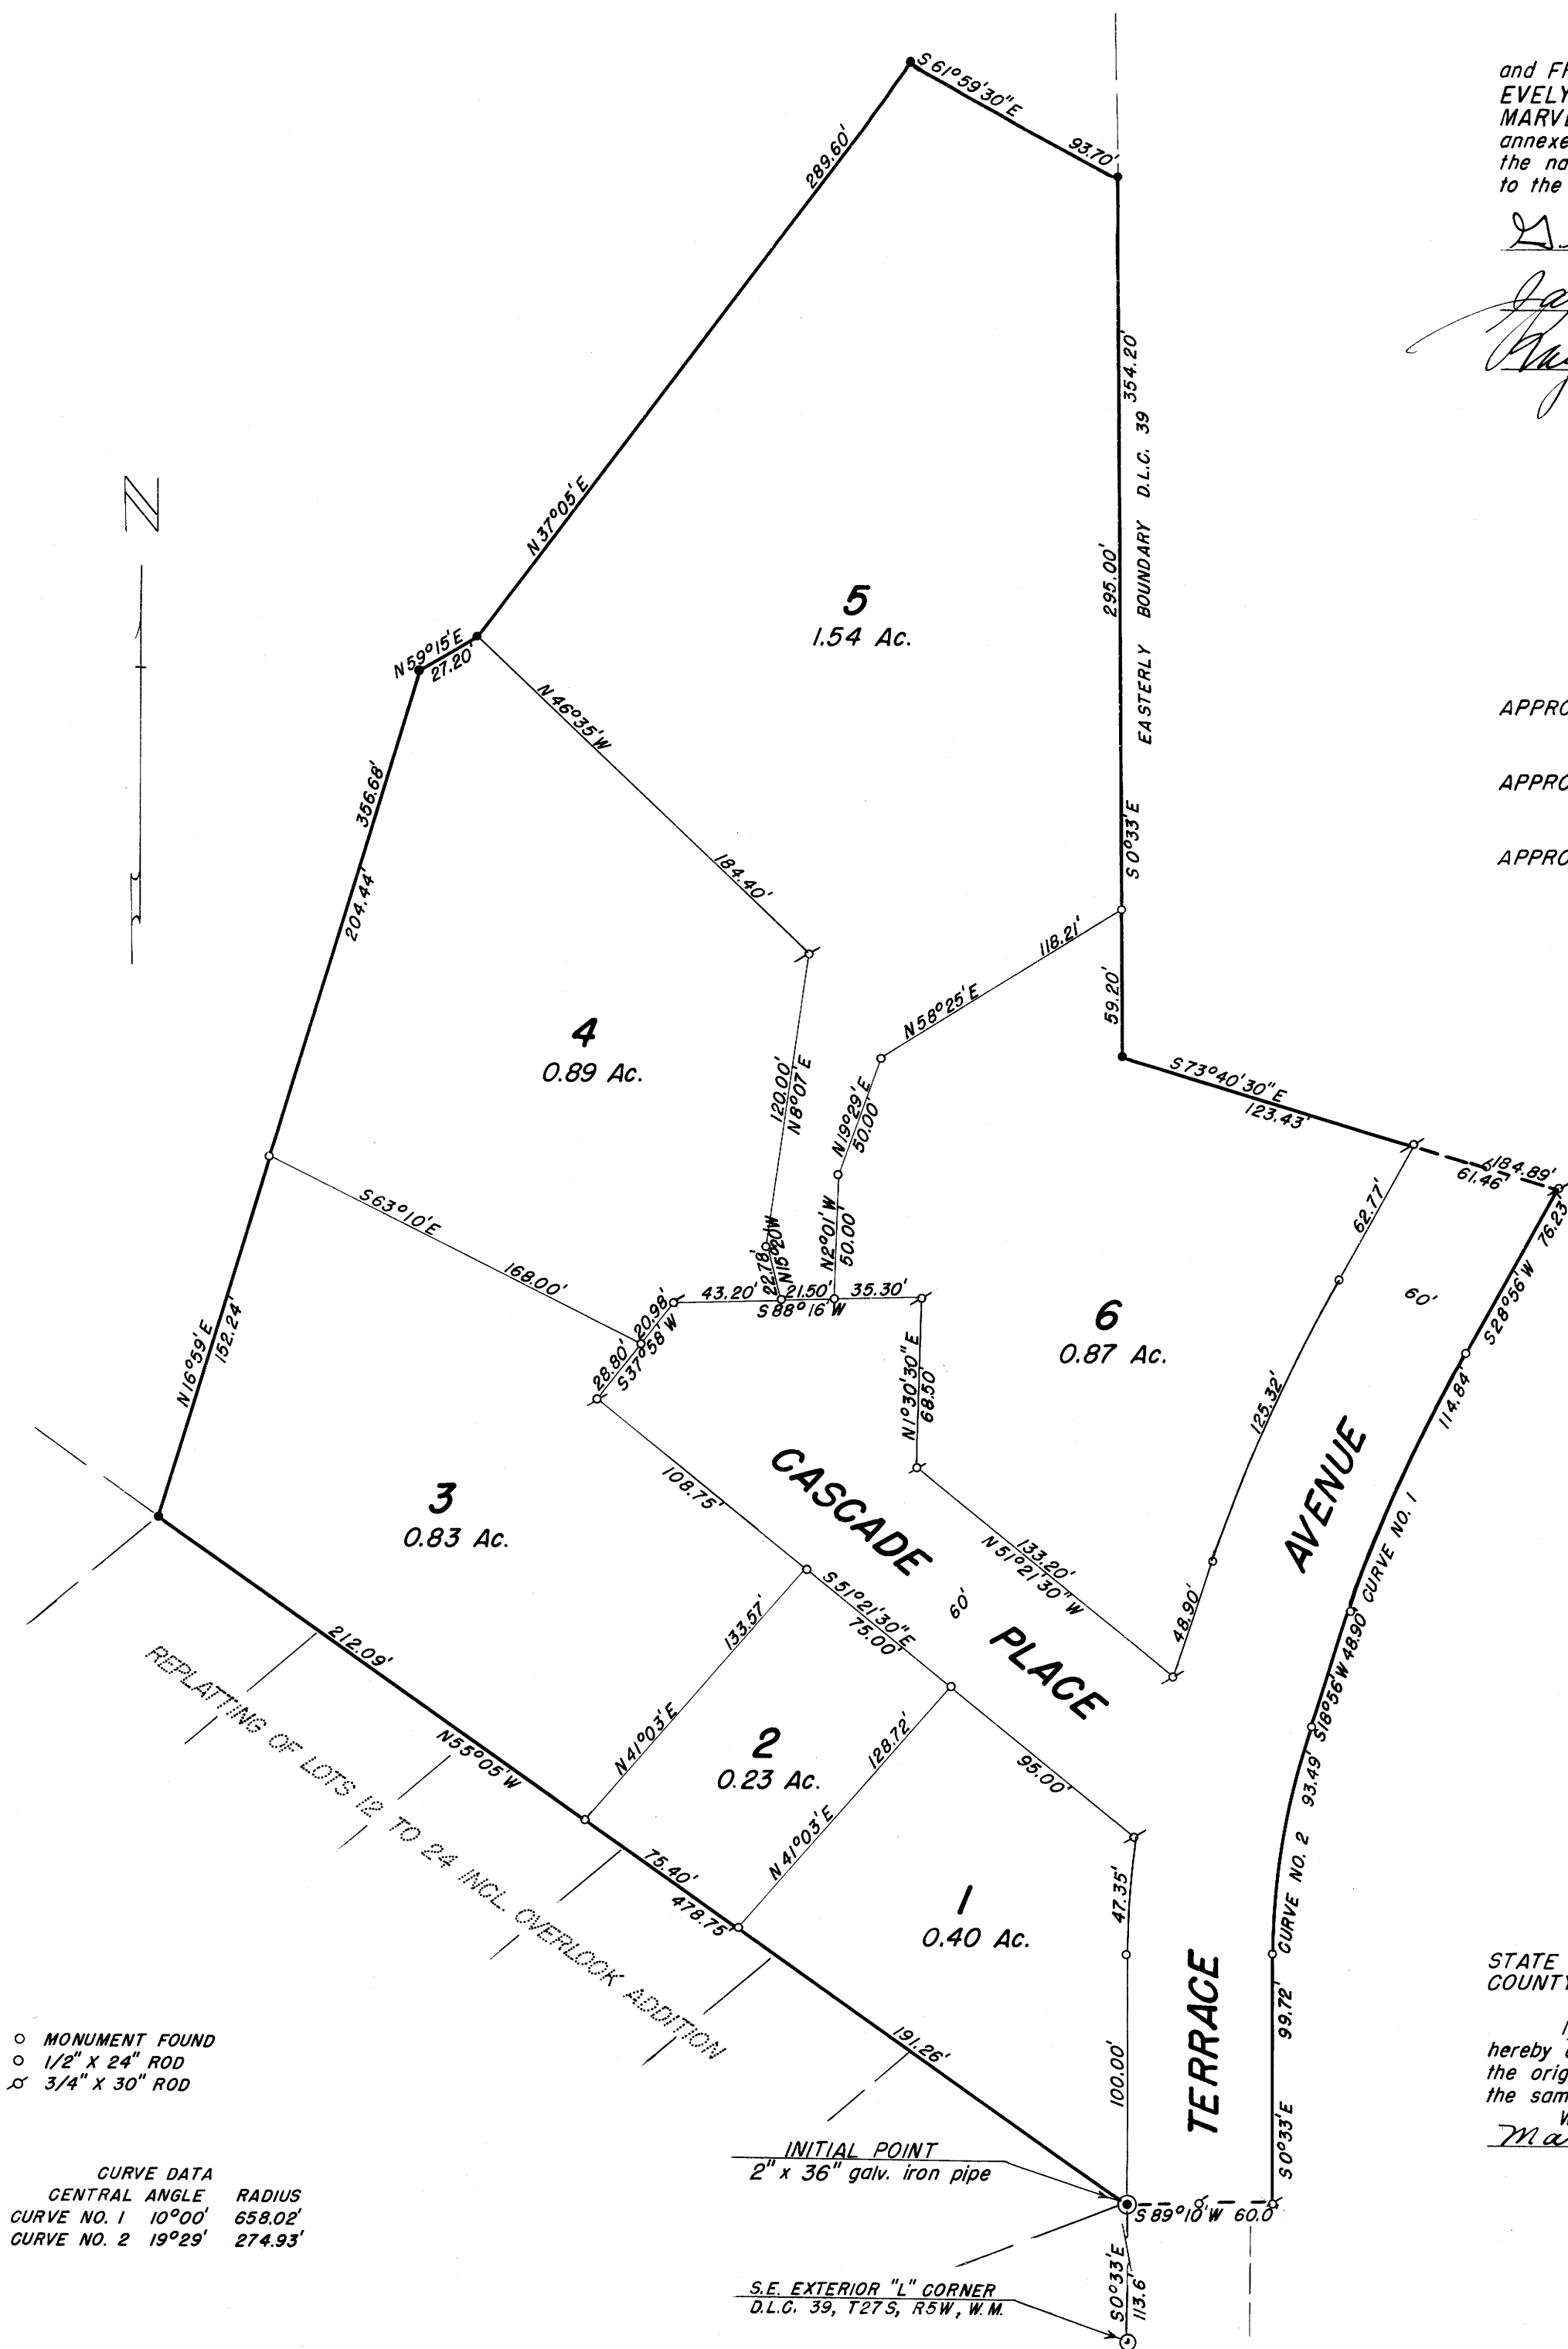 S 61°59'30"E
93.70'
289.60'
N 37°05'E
354.20'
295.00'
EASTERLY BOUNDARY D.L.C. 39
S 0°33'E
59.20'
and
EVELY
MARV
annexe
the na
to the
N
5
1.54 Ac.
N 59°15'E
27.20'
N 46°35'W
184.40'
356.68'
204.44'
APPRO
APPRO
APPRO
118.21'
N 58°25'E
4
0.89 Ac.
120.00'
N 8°07'E
N 19°29'E
50.00'
S 73°40'30"E
123.43'
184.89'
61.46'
76.23'
62.77'
S 63°10'E
168.00'
22.78'
N 15°20'W
N 2°01'W
50.00'
43.20'
21.50'
35.30'
S 88°16'W
20.98'
28.80'
S 37°58'W
6
0.87 Ac.
60'
S 28°56'W
114.84'
N 16°59'E
152.24'
N 1°30'30"E
68.50'
125.32'
CURVE NO. 1
3
0.83 Ac.
108.75'
CASCADE PLACE
60'
133.20'
N 51°21'30"W
AVENUE
48.90'
48.90'
S 18°56'W
212.09'
133.57'
N 41°03'E
S 51°21'30"E
75.00'
N 55°05'W
2
0.23 Ac.
128.72'
N 41°03'E
95.00'
93.49'
CURVE NO. 2
REPLATTING OF LOTS 12 TO 24 INCL. OVERLOOK ADDITION
75.40'
478.75'
1
0.40 Ac.
47.35'
191.26'
100.00'
TERRACE
99.72'
S 0°33'E
STATE
COUNTY
hereby
the orig
the sam
Ma
MONUMENT FOUND
1/2" X 24" ROD
3/4" X 30" ROD
INITIAL POINT
2" x 36" galv. iron pipe
S 89°10'W 60.0'
CURVE DATA
CENTRAL ANGLE RADIUS
CURVE NO. 1 10°00' 658.02'
CURVE NO. 2 19°29' 274.93'
S 0°33'E
113.6'
S.E. EXTERIOR "L" CORNER
D.L.C. 39, T27S, R5W, W.M.